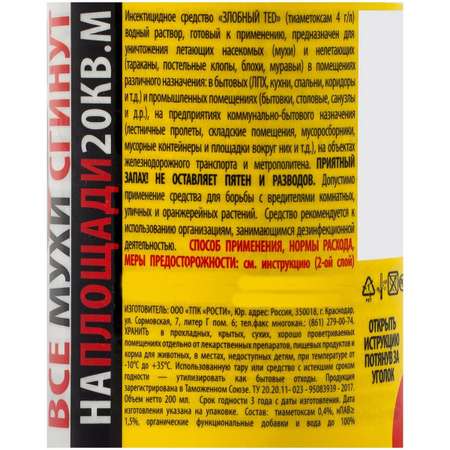 ВСЕ МУХИ СГИНУТ
НА ПЛОЩАДИ 20КВ.М
Инсектицидное средство «ЗЛОБНЫЙ TED» (тиаметоксам 4 г/л)
водный раствор, готовый к применению, предназначен для
уничтожения летающих насекомых (мухи) и нелетающих
(тараканы, постельные клопы, блохи, муравьи) в помещениях
различного назначения: в бытовых (ЛПХ, кухни, спальни, коридоры
и т.д.) и промышленных помещениях (бытовки, столовые, санузлы
и д.р.), на предприятиях коммунально-бытового назначения
(лестничные пролеты, складские помещения, мусоросборники,
мусорные контейнеры и площадки вокруг них и т.д.), на объектах
железнодорожного транспорта и метрополитена. ПРИЯТНЫЙ
ЗАПАХ! НЕ ОСТАВЛЯЕТ ПЯТЕН И РАЗВОДОВ. Допустимо
применение средства для борьбы с вредителями комнатных,
уличных и оранжерейных растений. Средство рекомендуется к
использованию организациям, занимающимся дезинфекционной
деятельностью. СПОСОБ ПРИМЕНЕНИЯ, НОРМЫ РАСХОДА,
МЕРЫ ПРЕДОСТОРОЖНОСТИ: см. инструкцию (2-ой слой)
ИЗГОТОВИТЕЛЬ: ООО «ТПК «РОСТИ», Юр. адрес: Россия, 350018, г. Краснодар,
ул. Сормовская, 7, литер Г пом. 6; тел.факс многокан.: (861) 279-00-74.
ХРАНИТЬ в прохладных, крытых, сухих, хорошо проветриваемых
помещениях отдельно от лекарственных препаратов, пищевых продуктов и
корма для животных, в местах, недоступных детям, при температуре от
-10°С до +35°С. Использованную тару или средство с истекшим сроком
годности — утилизировать как бытовые отходы. Продукция
зарегистрирована в Таможенном Союзе. ТУ 20.20.11- 023 - 95083939 - 2017.
Объем нетто 200 мл. Срок годности 3 года с даты изготовления. Дата
изготовления указана на упаковке. Состав: тиаметоксам 0,4%, нПАВ≥
1,5%, органические функциональные добавки и вода до 100%
ОТКРЫТЬ
ИСТРУКЦИЮ
ПОТЯНУВ ЗА
УГОЛОК